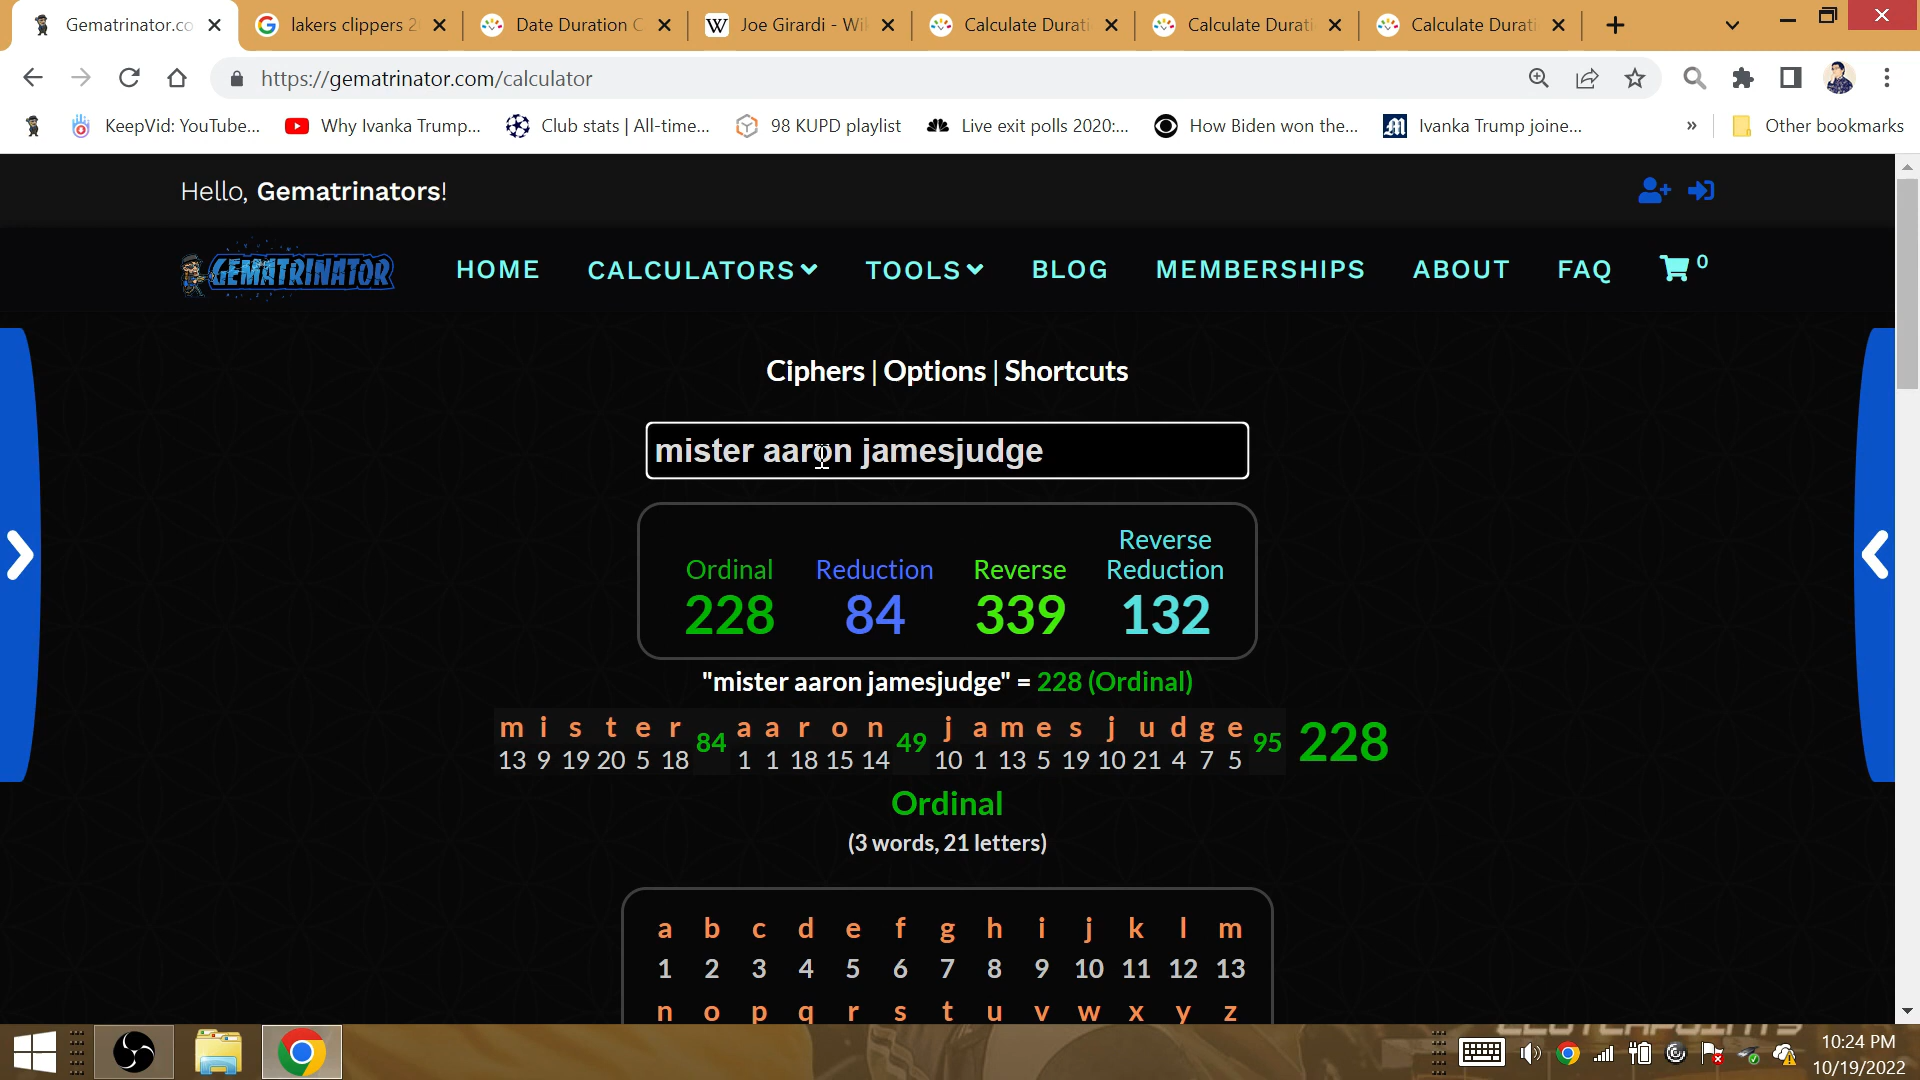 Gematrinator.co
lakers clippers 2
Date Duration C
Joe Girardi - Wi
Calculate Durati
Calculate Durati
Calculate Durati
https://gematrinator.com/calculator
KeepVid: YouTube...
Why Ivanka Trump...
Club stats | All-time...
98 KUPD playlist
Live exit polls 2020:...
How Biden won the...
Ivanka Trump joine...
»
Other bookmarks
Hello, Gematrinators!
GEMATRINATOR
HOME
CALCULATORS
TOOLS
BLOG
MEMBERSHIPS
ABOUT
FAQ
0
Ciphers | Options | Shortcuts
mister aaron jamesjudge
Ordinal Reduction Reverse Reverse Reduction
228 84 339 132
"mister aaron jamesjudge" = 228 (Ordinal)
m i s t e r a a r o n j a m e s j u d g e
13 9 19 20 5 18 84 1 1 18 15 14 49 10 1 13 5 19 10 21 4 7 5 95 228
Ordinal
(3 words, 21 letters)
a b c d e f g h i j k l m
1 2 3 4 5 6 7 8 9 10 11 12 13
n o p q r s t u v w x y z
10:24 PM
10/19/2022